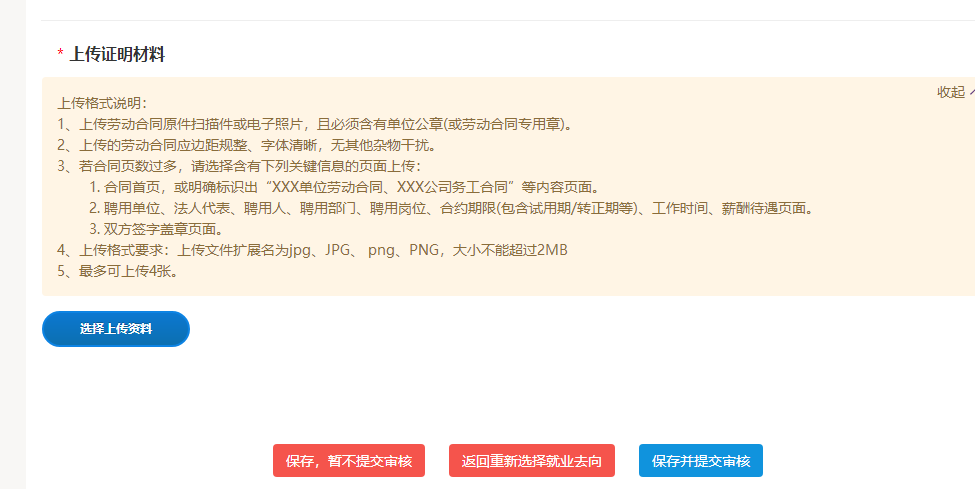 * 上传证明材料
收起
上传格式说明：
1、上传劳动合同原件扫描件或电子照片，且必须含有单位公章(或劳动合同专用章)。
2、上传的劳动合同应边距规整、字体清晰，无其他杂物干扰。
3、若合同页数过多，请选择含有下列关键信息的页面上传：
1. 合同首页，或明确标识出“XXX单位劳动合同、XXX公司务工合同”等内容页面。
2. 聘用单位、法人代表、聘用人、聘用部门、聘用岗位、合约期限(包含试用期/转正期等)、工作时间、薪酬待遇页面。
3. 双方签字盖章页面。
4、上传格式要求：上传文件扩展名为jpg、JPG、 png、PNG，大小不能超过2MB
5、最多可上传4张。
选择上传资料
保存，暂不提交审核
返回重新选择就业去向
保存并提交审核